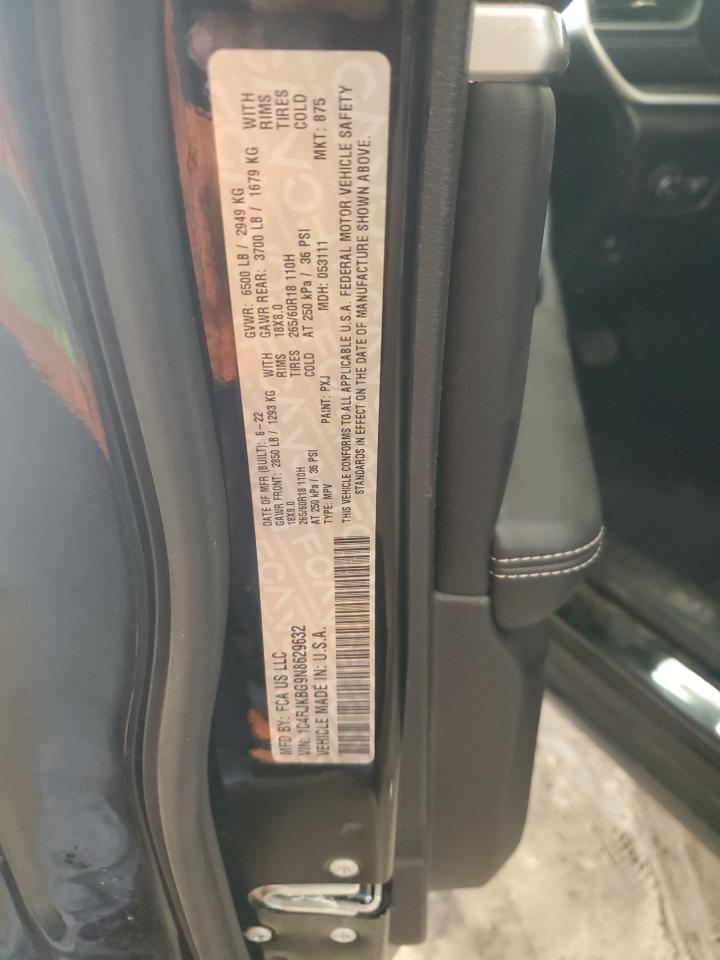 MFD BY: FCA US LLC DATE OF MFR (BUILT): 6-22 GVWR: 6500 LB / 2949 KG
VIN: 1C4RJKBG9N8629632 GAWR FRONT: 2850 LB / 1293 KG WITH GAWR REAR: 3700 LB / 1679 KG WITH
VEHICLE MADE IN: U.S.A. 18X8.0 RIMS 18X8.0 RIMS
265/60R18 110H TIRES 265/60R18 110H TIRES
AT 250 kPa / 36 PSI COLD AT 250 kPa / 36 PSI COLD
TYPE: MPV PAINT: PXJ MDH: 053111 MKT: 875
THIS VEHICLE CONFORMS TO ALL APPLICABLE U.S.A. FEDERAL MOTOR VEHICLE SAFETY
STANDARDS IN EFFECT ON THE DATE OF MANUFACTURE SHOWN ABOVE.